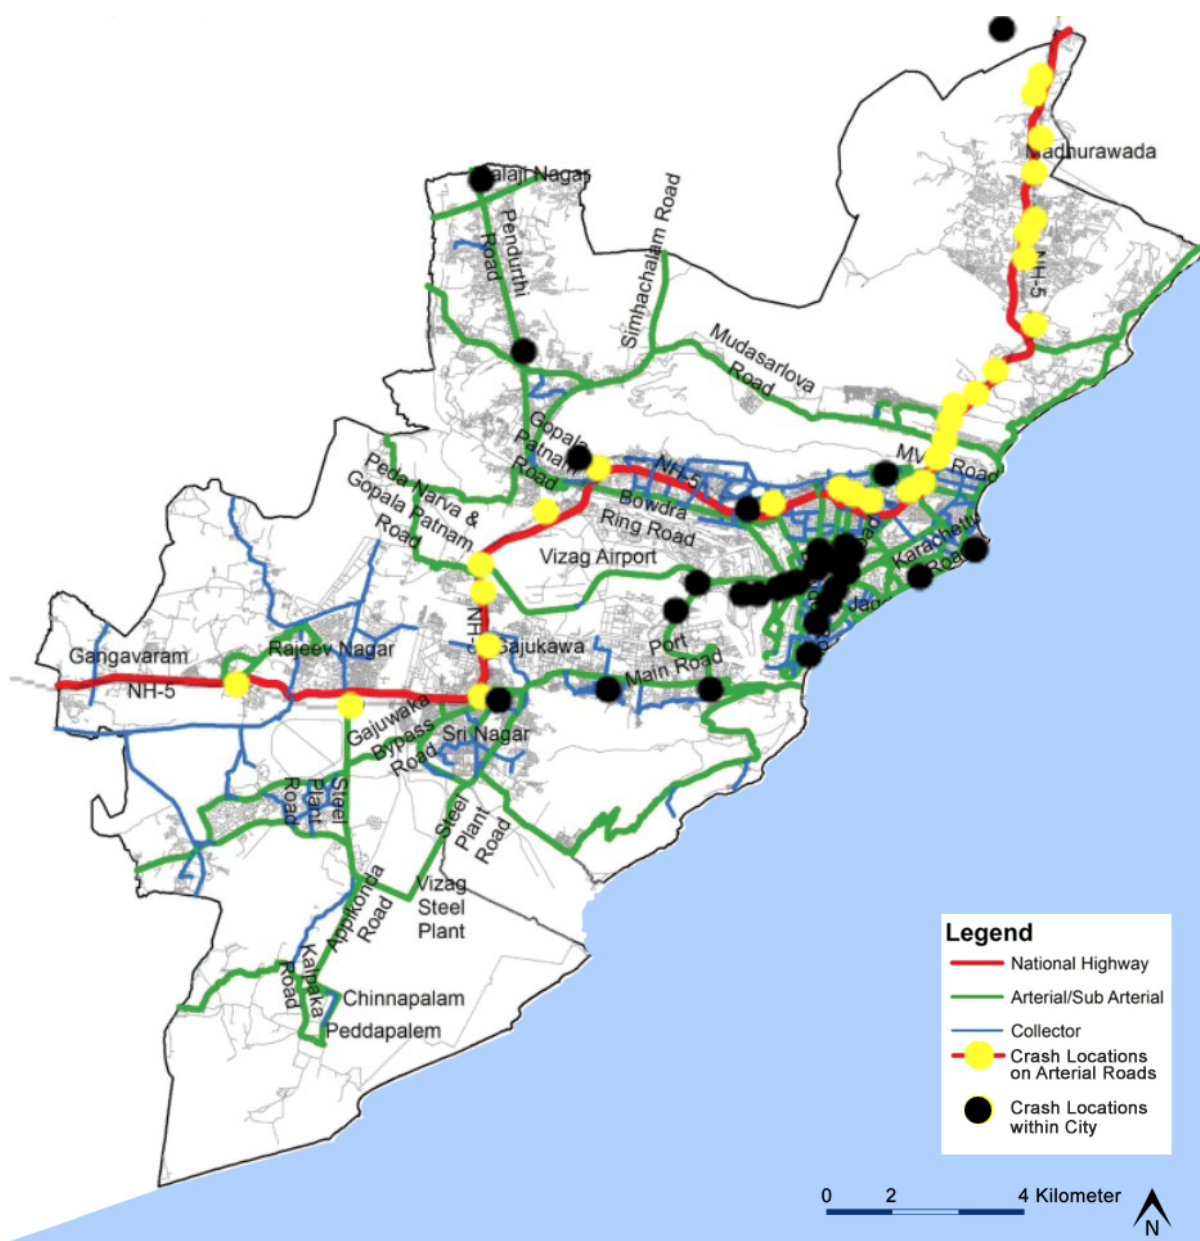 Madhurawada
Balaji Nagar
Pendurthi
Road
Simhachalam Road
NH-5
Mudasarlova
Road
Gopala
Patnam
Road
NH-5
MV
Road
Peda Narva &
Gopala Patnam
Road
Bowdra
Ring Road
Karachettu
Road
Vizag Airport
NH-5
Gajukawa
Rajeev Nagar
Gangavaram
NH-5
Port
Main Road
Gajuwaka
Bypass
Road
Sri Nagar
Steel
Plant
Road
Steel
Plant
Road
Vizag
Steel
Plant
Appikonda
Road
Kalpaka
Road
Chinnapalam
Peddapalem
Legend
National Highway
Arterial/Sub Arterial
Collector
Crash Locations
on Arterial Roads
Crash Locations
within City
0 2 4 Kilometer
N